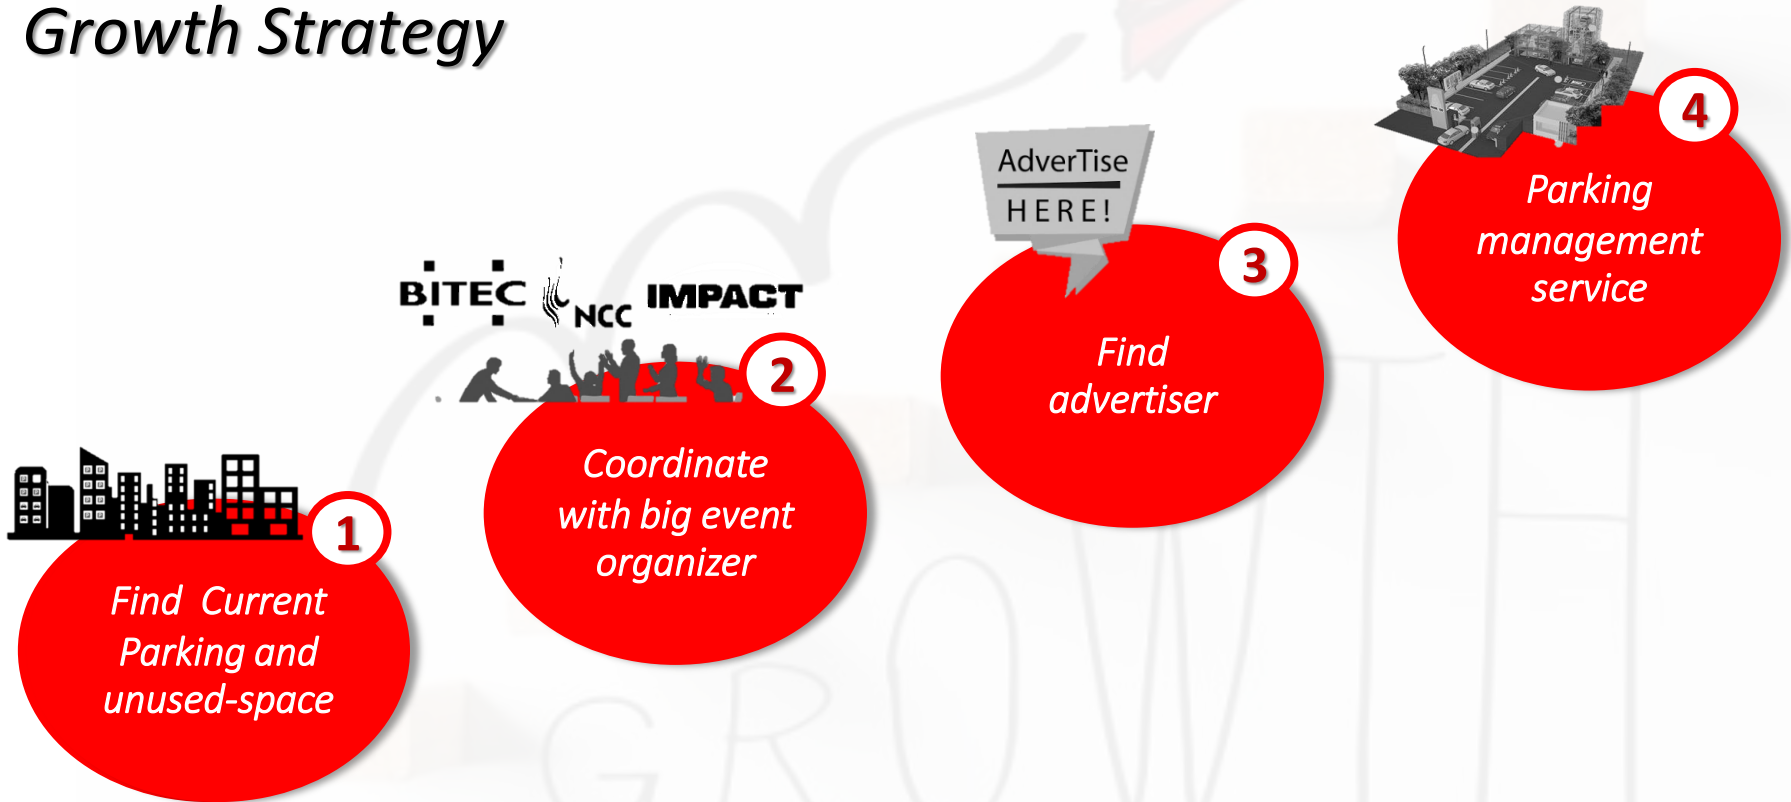 Growth Strategy
1
Find Current
Parking and
unused-space
BITEC NCC IMPACT
2
Coordinate
with big event
organizer
AdverTise
HERE!
3
Find
advertiser
4
Parking
management
service
GROWTH